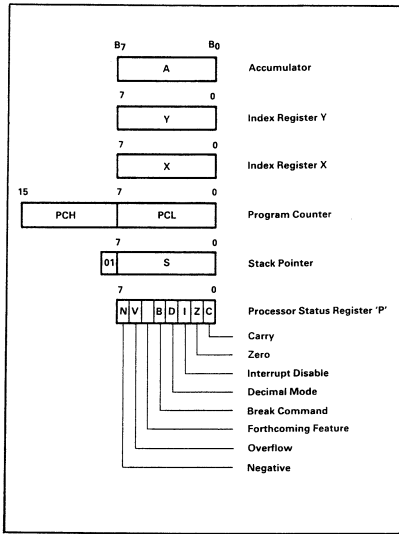 B7 B0
A Accumulator
7 0
Y Index Register Y
7 0
X Index Register X
15 7 0
PCH PCL Program Counter
7 0
01 S Stack Pointer
7 0
N V B D I Z C Processor Status Register 'P'
Carry
Zero
Interrupt Disable
Decimal Mode
Break Command
Forthcoming Feature
Overflow
Negative